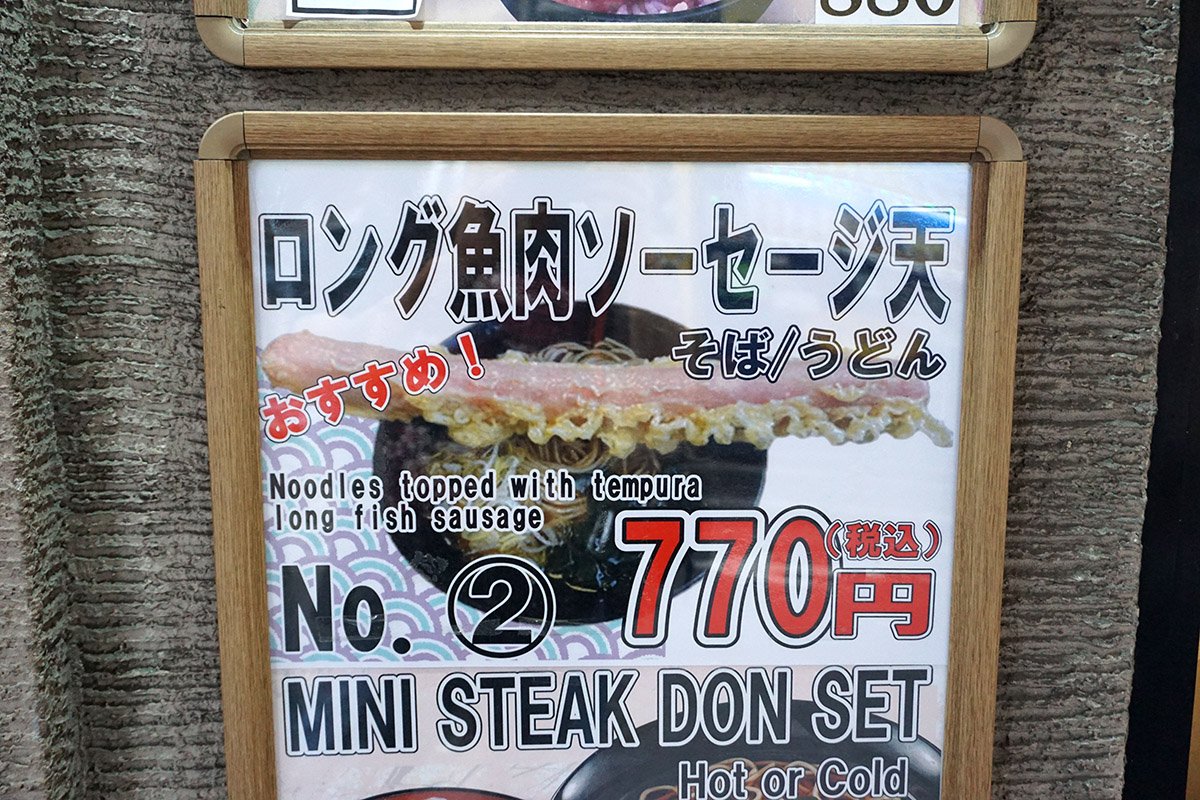 880
ロング魚肉ソーセージ天
そば/うどん
おすすめ!
Noodles topped with tempura
long fish sausage
770円(税込)
No. ②
MINI STEAK DON SET
Hot or Cold